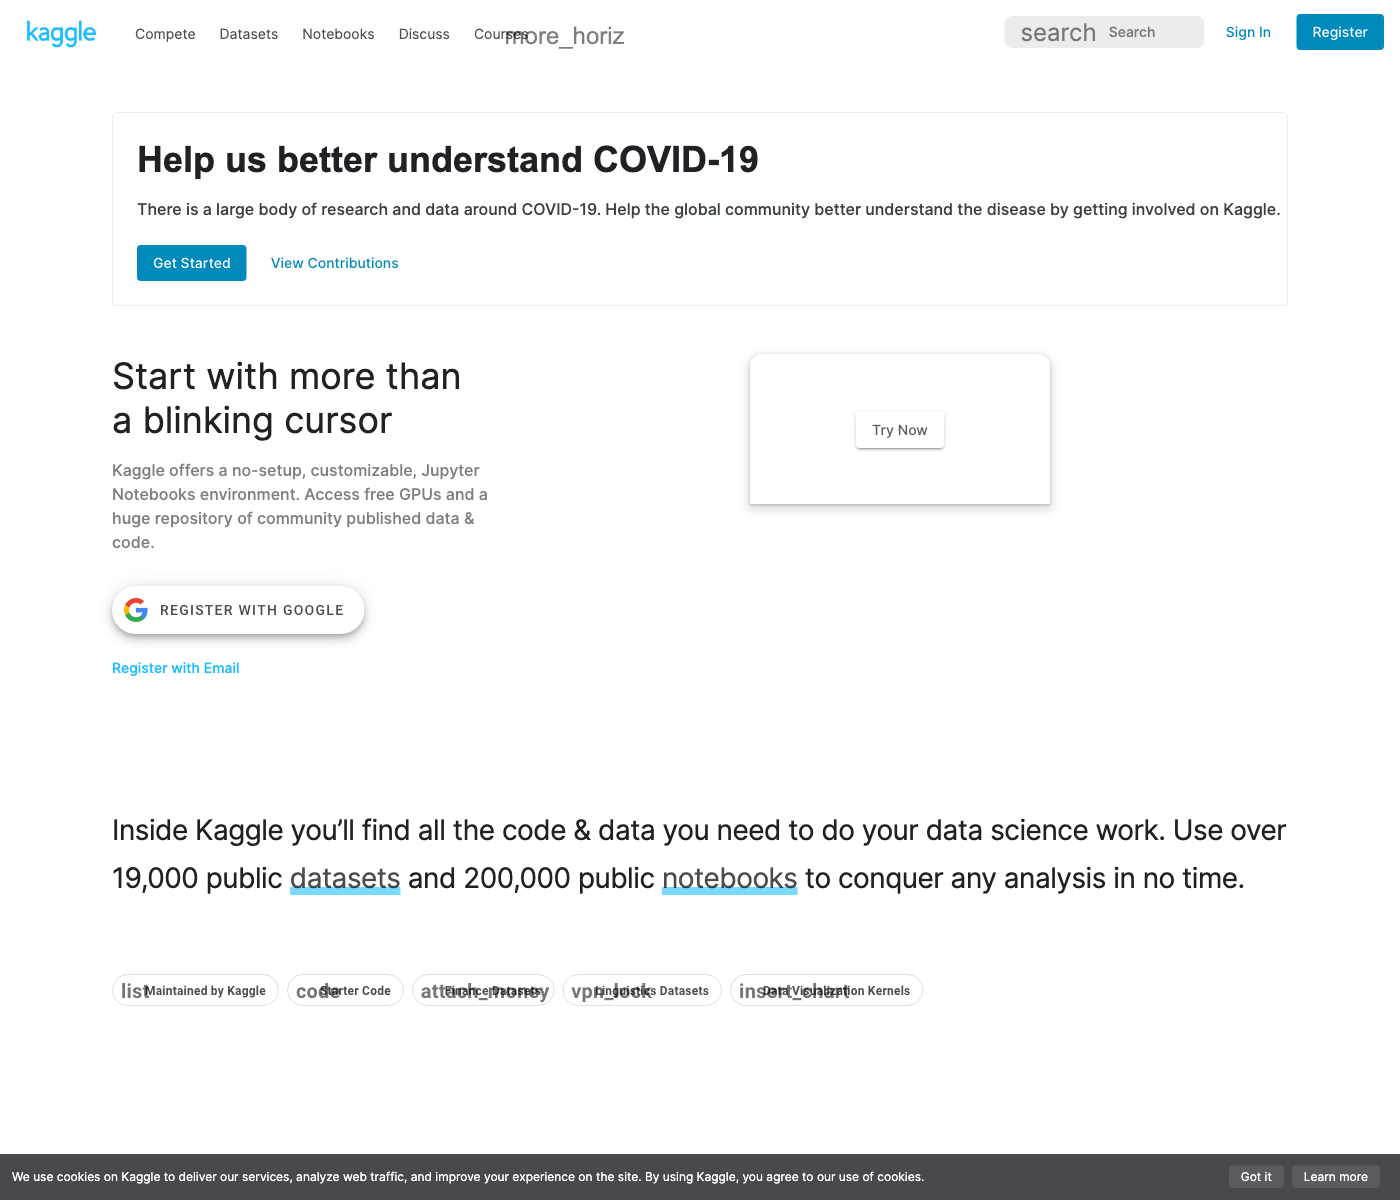 kaggle
Compete Datasets Notebooks Discuss Courses more_horiz search Search Sign In Register
Help us better understand COVID-19
There is a large body of research and data around COVID-19. Help the global community better understand the disease by getting involved on Kaggle.
Get Started View Contributions
Start with more than
a blinking cursor
Kaggle offers a no-setup, customizable, Jupyter
Notebooks environment. Access free GPUs and a
huge repository of community published data &
code.
Try Now
REGISTER WITH GOOGLE
Register with Email
Inside Kaggle you’ll find all the code & data you need to do your data science work. Use over
19,000 public datasets and 200,000 public notebooks to conquer any analysis in no time.
list Maintained by Kaggle code Starter Code attach_money Finance Datasets vpn_lock Linguistics Datasets insert_chart Data Visualization Kernels
We use cookies on Kaggle to deliver our services, analyze web traffic, and improve your experience on the site. By using Kaggle, you agree to our use of cookies. Got it Learn more